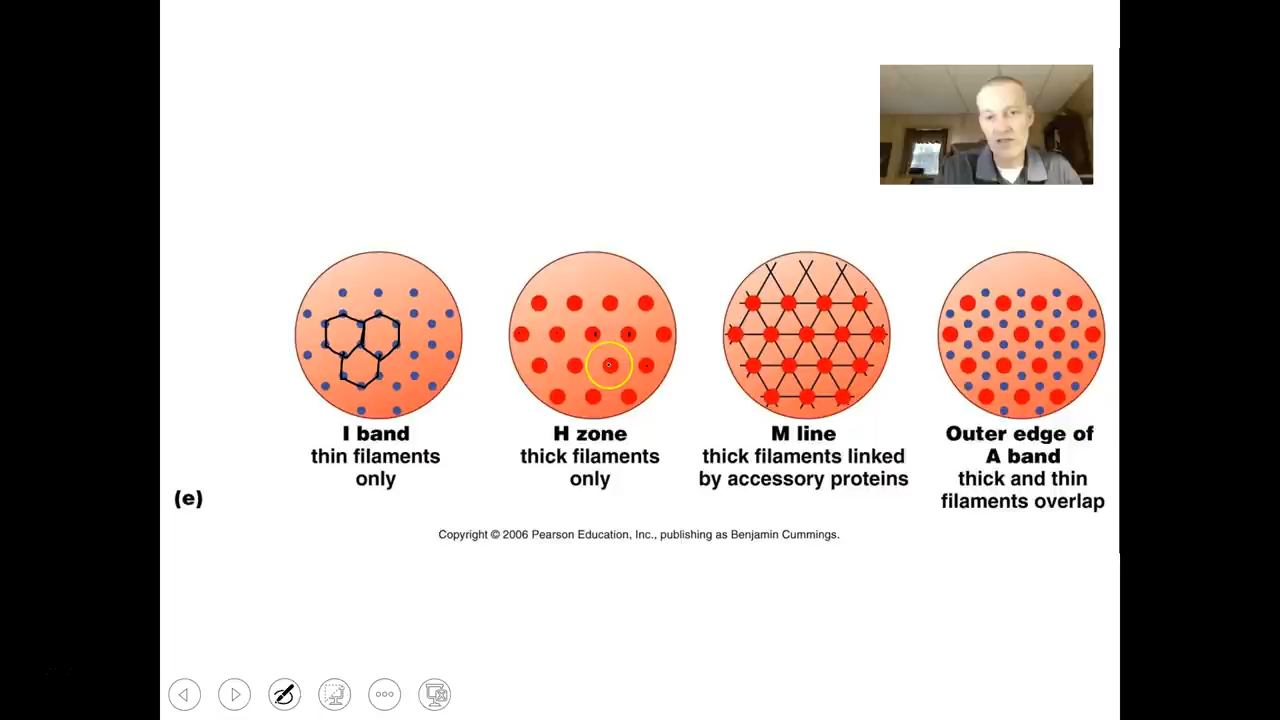 I band
thin filaments
only
H zone
thick filaments
only
M line
thick filaments linked
by accessory proteins
Outer edge of
A band
thick and thin
filaments overlap
(e)
Copyright © 2006 Pearson Education, Inc., publishing as Benjamin Cummings.